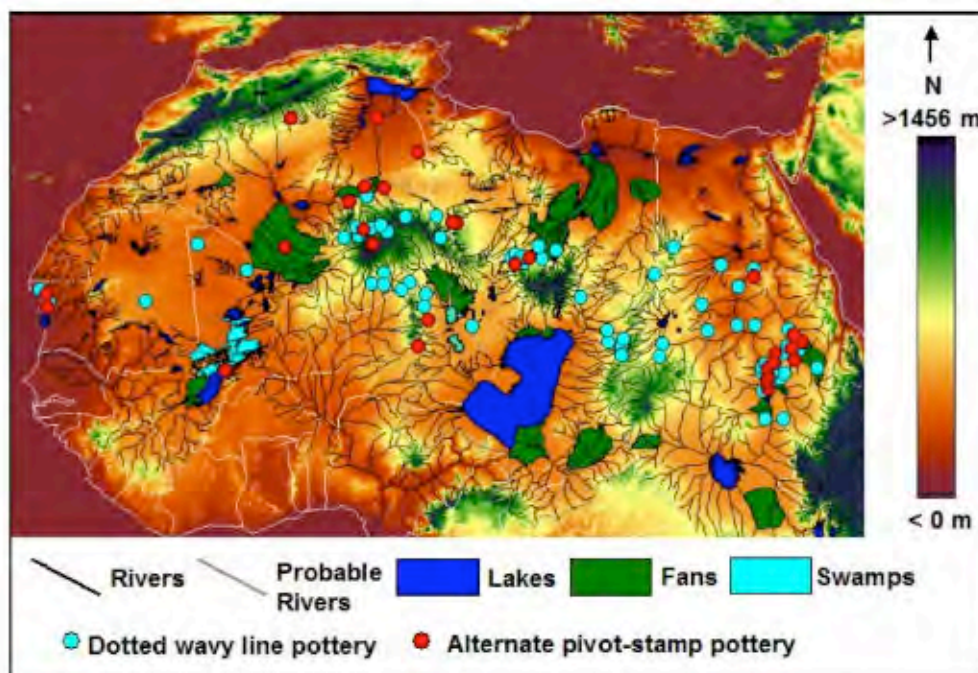 N
>1456 m
< 0 m
Rivers
Probable
Rivers
Lakes
Fans
Swamps
Dotted wavy line pottery
Alternate pivot-stamp pottery